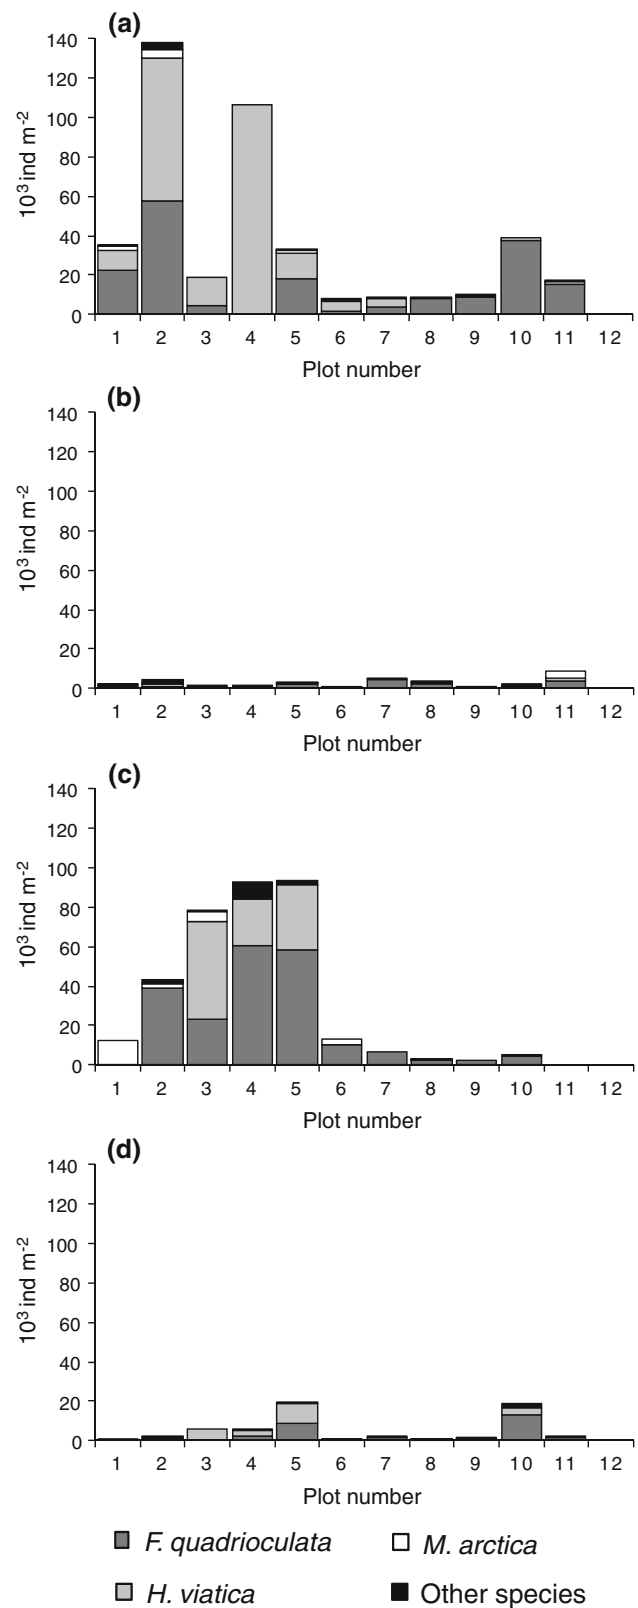 (a)
140
120
100
80
60
40
20
0
10³ ind m⁻²
1 2 3 4 5 6 7 8 9 10 11 12
Plot number
(b)
140
120
100
80
60
40
20
0
10³ ind m⁻²
1 2 3 4 5 6 7 8 9 10 11 12
Plot number
(c)
140
120
100
80
60
40
20
0
10³ ind m⁻²
1 2 3 4 5 6 7 8 9 10 11 12
Plot number
(d)
140
120
100
80
60
40
20
0
10³ ind m⁻²
1 2 3 4 5 6 7 8 9 10 11 12
Plot number
F. quadrioculata M. arctica
H. viatica Other species